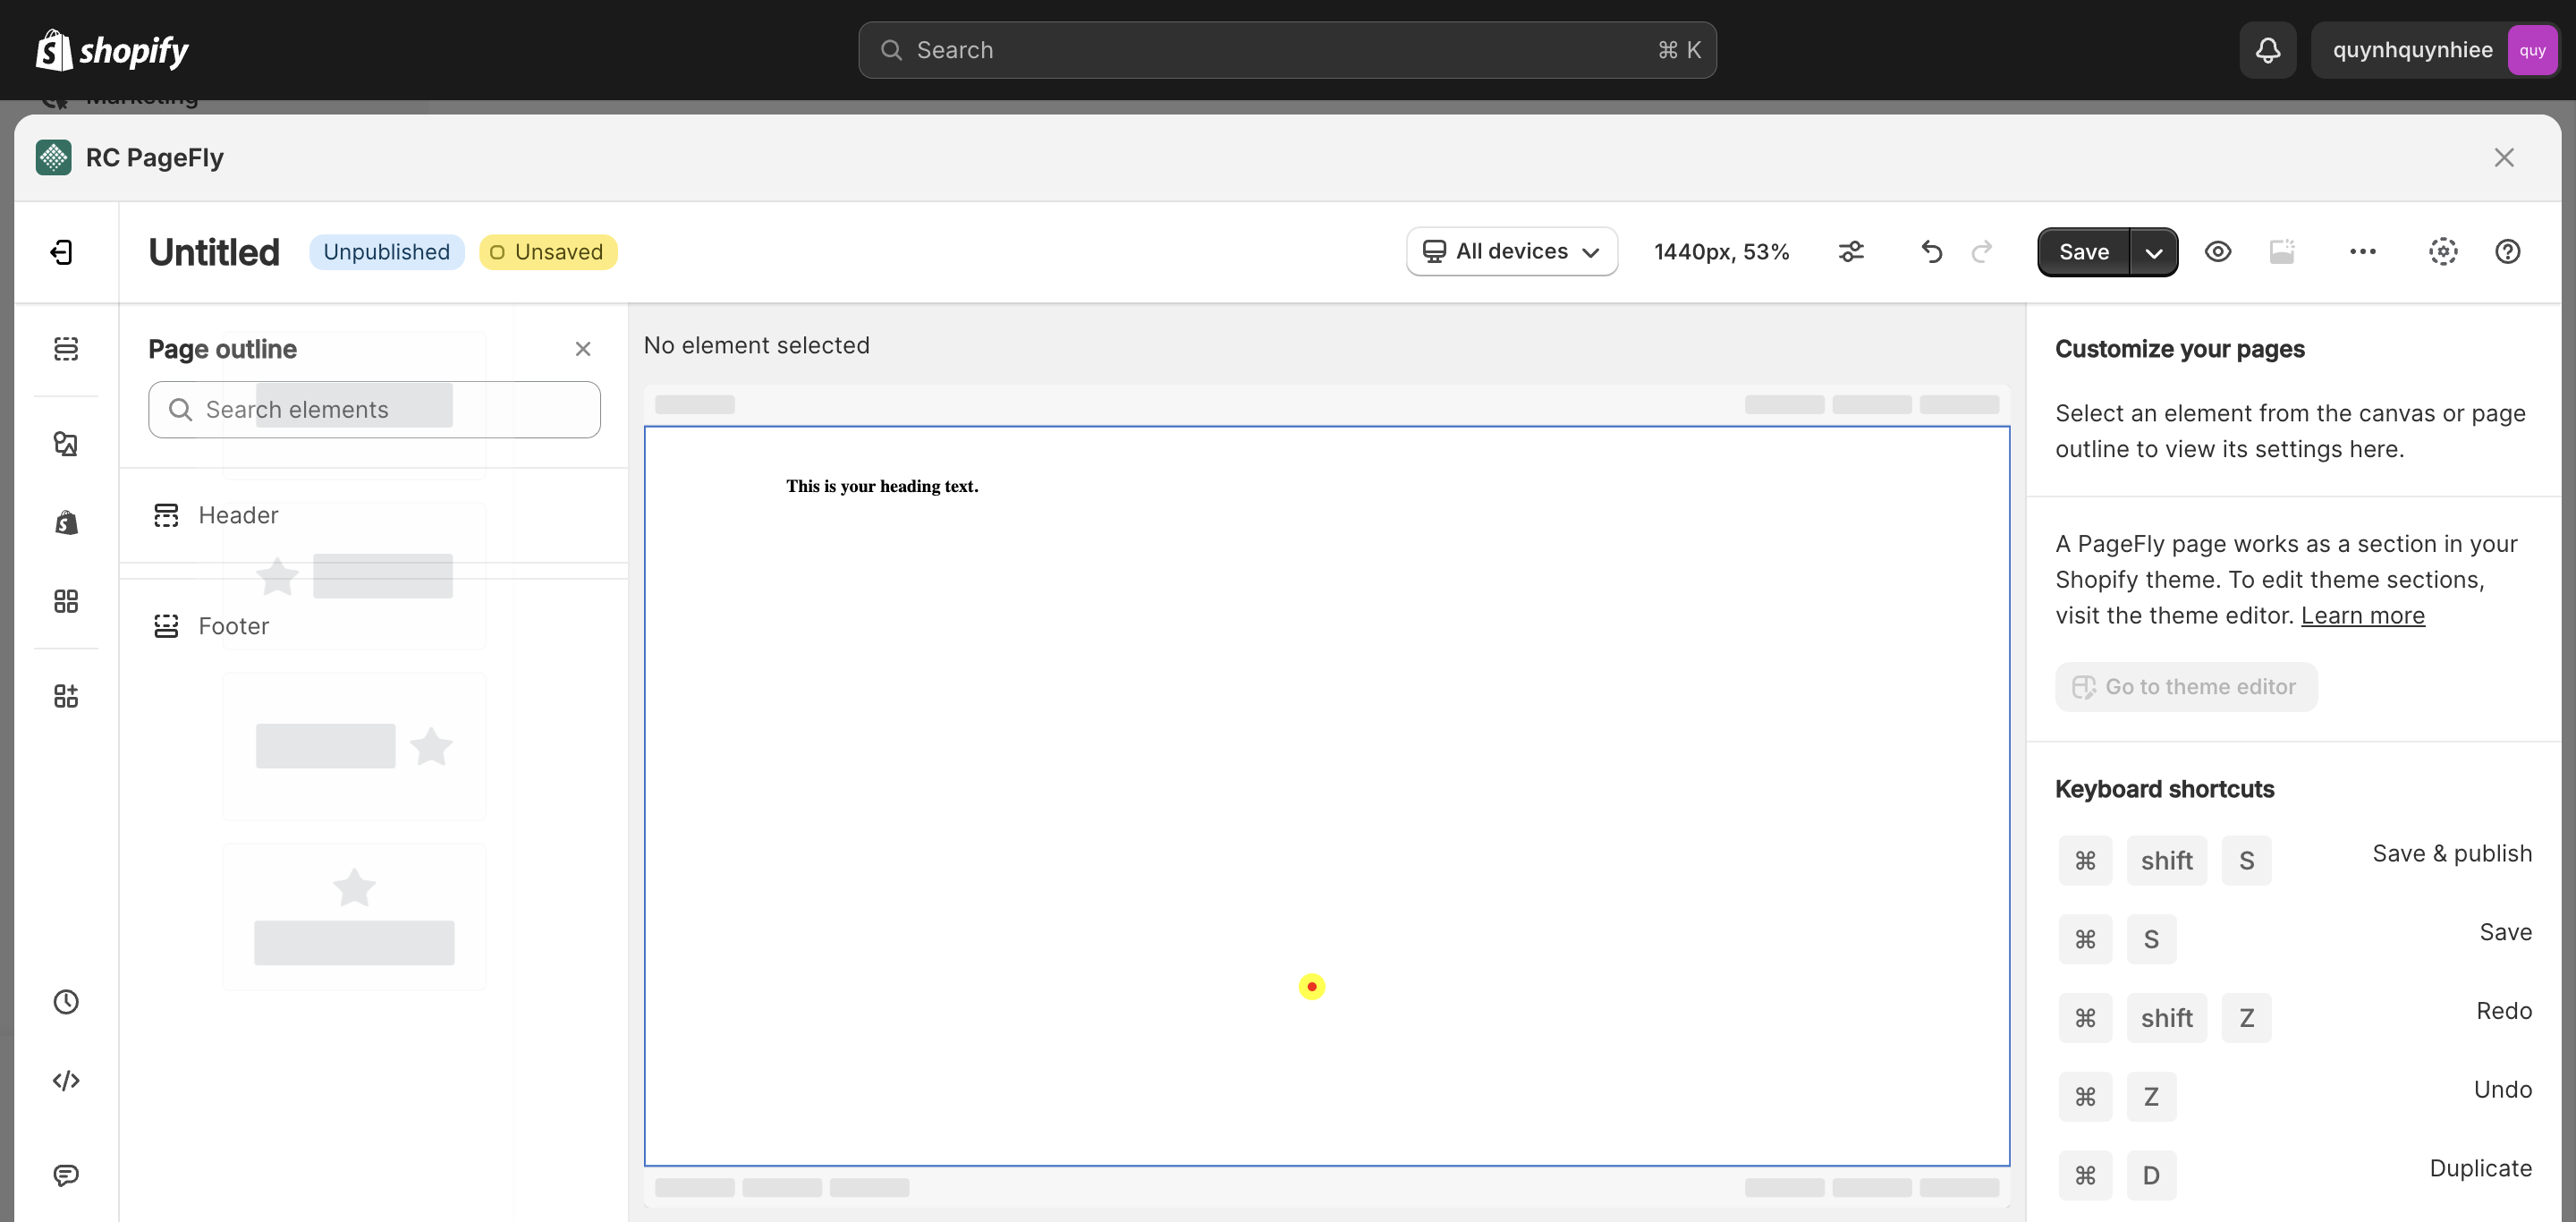 shopify
Search
⌘ K
quynhquynhiee
quy
Marketing
RC PageFly
Untitled
Unpublished
Unsaved
All devices
1440px, 53%
Save
Page outline
Search elements
Header
Footer
No element selected
This is your heading text.
Customize your pages
Select an element from the canvas or page
outline to view its settings here.
A PageFly page works as a section in your
Shopify theme. To edit theme sections,
visit the theme editor. Learn more
Go to theme editor
Keyboard shortcuts
⌘ shift S Save & publish
⌘ S Save
⌘ shift Z Redo
⌘ Z Undo
⌘ D Duplicate